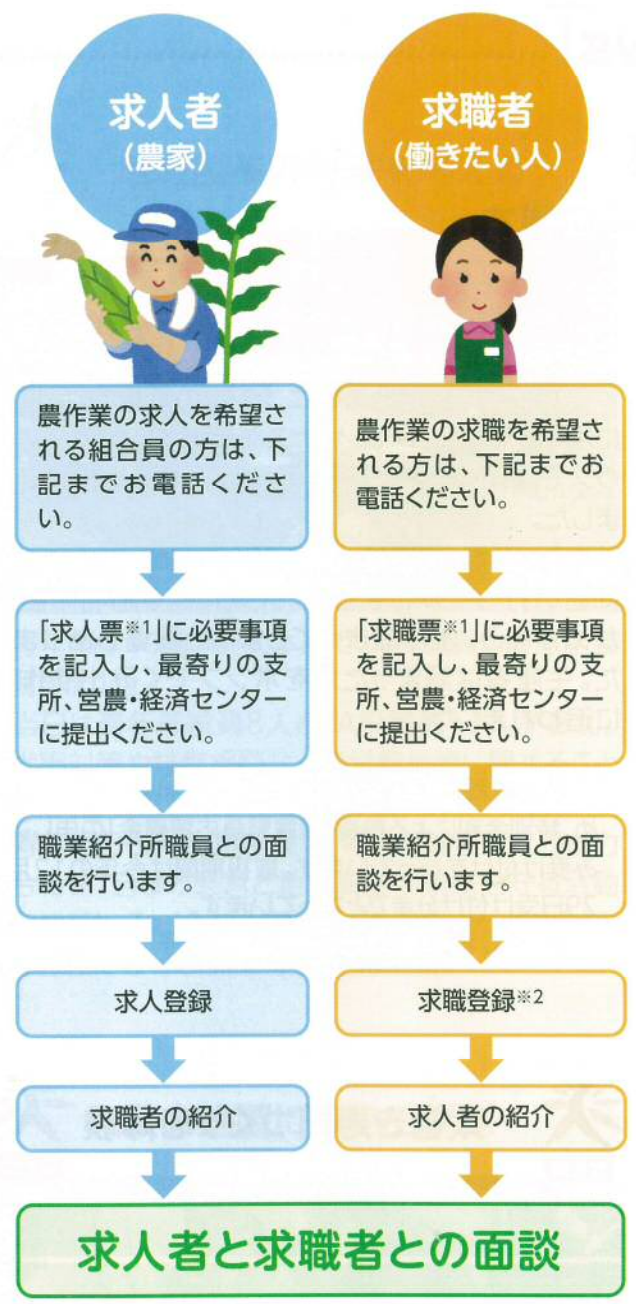 求人者
（農家）
農作業の求人を希望さ
れる組合員の方は、下
記までお電話くださ
い。
「求人票※1」に必要事項
を記入し、最寄りの支
所、営農・経済センター
に提出ください。
職業紹介所職員との面
談を行います。
求人登録
求職者の紹介
求職者
（働きたい人）
農作業の求職を希望さ
れる方は、下記までお
電話ください。
「求職票※1」に必要事項
を記入し、最寄りの支
所、営農・経済センター
に提出ください。
職業紹介所職員との面
談を行います。
求職登録※2
求人者の紹介
求人者と求職者との面談